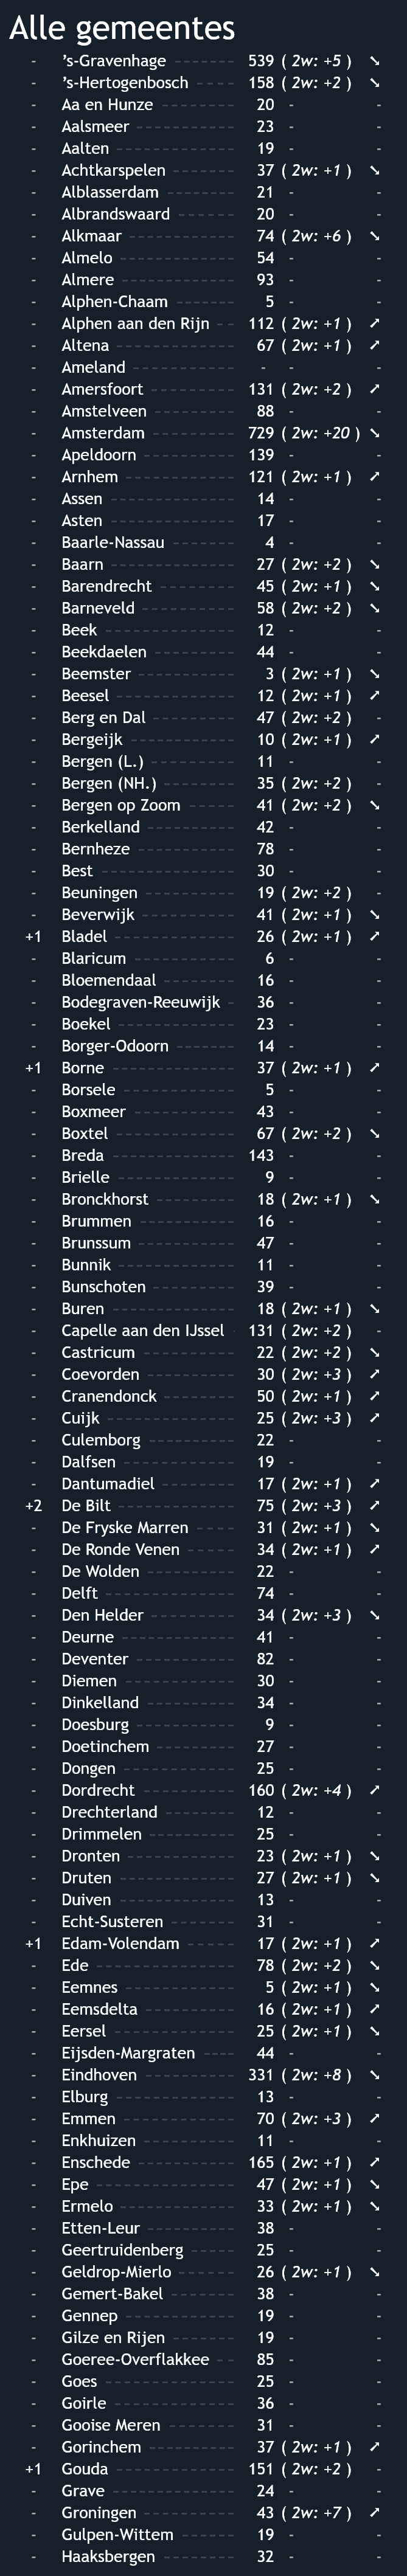 Alle gemeentes
- 's-Gravenhage 539 ( 2w: +5 ) ➘
- 's-Hertogenbosch 158 ( 2w: +2 ) ➘
- Aa en Hunze 20 - -
- Aalsmeer 23 - -
- Aalten 19 - -
- Achtkarspelen 37 ( 2w: +1 ) ➘
- Alblasserdam 21 - -
- Albrandswaard 20 - -
- Alkmaar 74 ( 2w: +6 ) ➘
- Almelo 54 - -
- Almere 93 - -
- Alphen-Chaam 5 - -
- Alphen aan den Rijn 112 ( 2w: +1 ) ➚
- Altena 67 ( 2w: +1 ) ➚
- Ameland - - -
- Amersfoort 131 ( 2w: +2 ) ➚
- Amstelveen 88 - -
- Amsterdam 729 ( 2w: +20 ) ➘
- Apeldoorn 139 - -
- Arnhem 121 ( 2w: +1 ) ➚
- Assen 14 - -
- Asten 17 - -
- Baarle-Nassau 4 - -
- Baarn 27 ( 2w: +2 ) ➘
- Barendrecht 45 ( 2w: +1 ) ➘
- Barneveld 58 ( 2w: +2 ) ➘
- Beek 12 - -
- Beekdaelen 44 - -
- Beemster 3 ( 2w: +1 ) ➘
- Beesel 12 ( 2w: +1 ) ➚
- Berg en Dal 47 ( 2w: +2 ) -
- Bergeijk 10 ( 2w: +1 ) ➚
- Bergen (L.) 11 - -
- Bergen (NH.) 35 ( 2w: +2 ) -
- Bergen op Zoom 41 ( 2w: +2 ) ➘
- Berkelland 42 - -
- Bernheze 78 - -
- Best 30 - -
- Beuningen 19 ( 2w: +2 ) -
- Beverwijk 41 ( 2w: +1 ) ➘
+1 Bladel 26 ( 2w: +1 ) ➚
- Blaricum 6 - -
- Bloemendaal 16 - -
- Bodegraven-Reeuwijk 36 - -
- Boekel 23 - -
- Borger-Odoorn 14 - -
+1 Borne 37 ( 2w: +1 ) ➚
- Borsele 5 - -
- Boxmeer 43 - -
- Boxtel 67 ( 2w: +2 ) ➘
- Breda 143 - -
- Brielle 9 - -
- Bronckhorst 18 ( 2w: +1 ) ➘
- Brummen 16 - -
- Brunssum 47 - -
- Bunnik 11 - -
- Bunschoten 39 - -
- Buren 18 ( 2w: +1 ) ➘
- Capelle aan den IJssel 131 ( 2w: +2 ) -
- Castricum 22 ( 2w: +2 ) ➘
- Coevorden 30 ( 2w: +3 ) ➚
- Cranendonck 50 ( 2w: +1 ) ➚
- Cuijk 25 ( 2w: +3 ) ➚
- Culemborg 22 - -
- Dalfsen 19 - -
- Dantumadiel 17 ( 2w: +1 ) ➚
+2 De Bilt 75 ( 2w: +3 ) ➚
- De Fryske Marren 31 ( 2w: +1 ) ➘
- De Ronde Venen 34 ( 2w: +1 ) ➚
- De Wolden 22 - -
- Delft 74 - -
- Den Helder 34 ( 2w: +3 ) ➘
- Deurne 41 - -
- Deventer 82 - -
- Diemen 30 - -
- Dinkelland 34 - -
- Doesburg 9 - -
- Doetinchem 27 - -
- Dongen 25 - -
- Dordrecht 160 ( 2w: +4 ) ➚
- Drechterland 12 - -
- Drimmelen 25 - -
- Dronten 23 ( 2w: +1 ) ➘
- Druten 27 ( 2w: +1 ) ➘
- Duiven 13 - -
- Echt-Susteren 31 - -
+1 Edam-Volendam 17 ( 2w: +1 ) ➚
- Ede 78 ( 2w: +2 ) ➘
- Eemnes 5 ( 2w: +1 ) ➘
- Eemsdelta 16 ( 2w: +1 ) ➚
- Eersel 25 ( 2w: +1 ) ➘
- Eijsden-Margraten 44 - -
- Eindhoven 331 ( 2w: +8 ) ➘
- Elburg 13 - -
- Emmen 70 ( 2w: +3 ) ➚
- Enkhuizen 11 - -
- Enschede 165 ( 2w: +1 ) ➚
- Epe 47 ( 2w: +1 ) ➘
- Ermelo 33 ( 2w: +1 ) ➘
- Etten-Leur 38 - -
- Geertruidenberg 25 - -
- Geldrop-Mierlo 26 ( 2w: +1 ) ➘
- Gemert-Bakel 38 - -
- Gennep 19 - -
- Gilze en Rijen 19 - -
- Goeree-Overflakkee 85 - -
- Goes 25 - -
- Goirle 36 - -
- Gooise Meren 31 - -
- Gorinchem 37 ( 2w: +1 ) ➚
+1 Gouda 151 ( 2w: +2 ) -
- Grave 24 - -
- Groningen 43 ( 2w: +7 ) ➚
- Gulpen-Wittem 19 - -
- Haaksbergen 32 - -